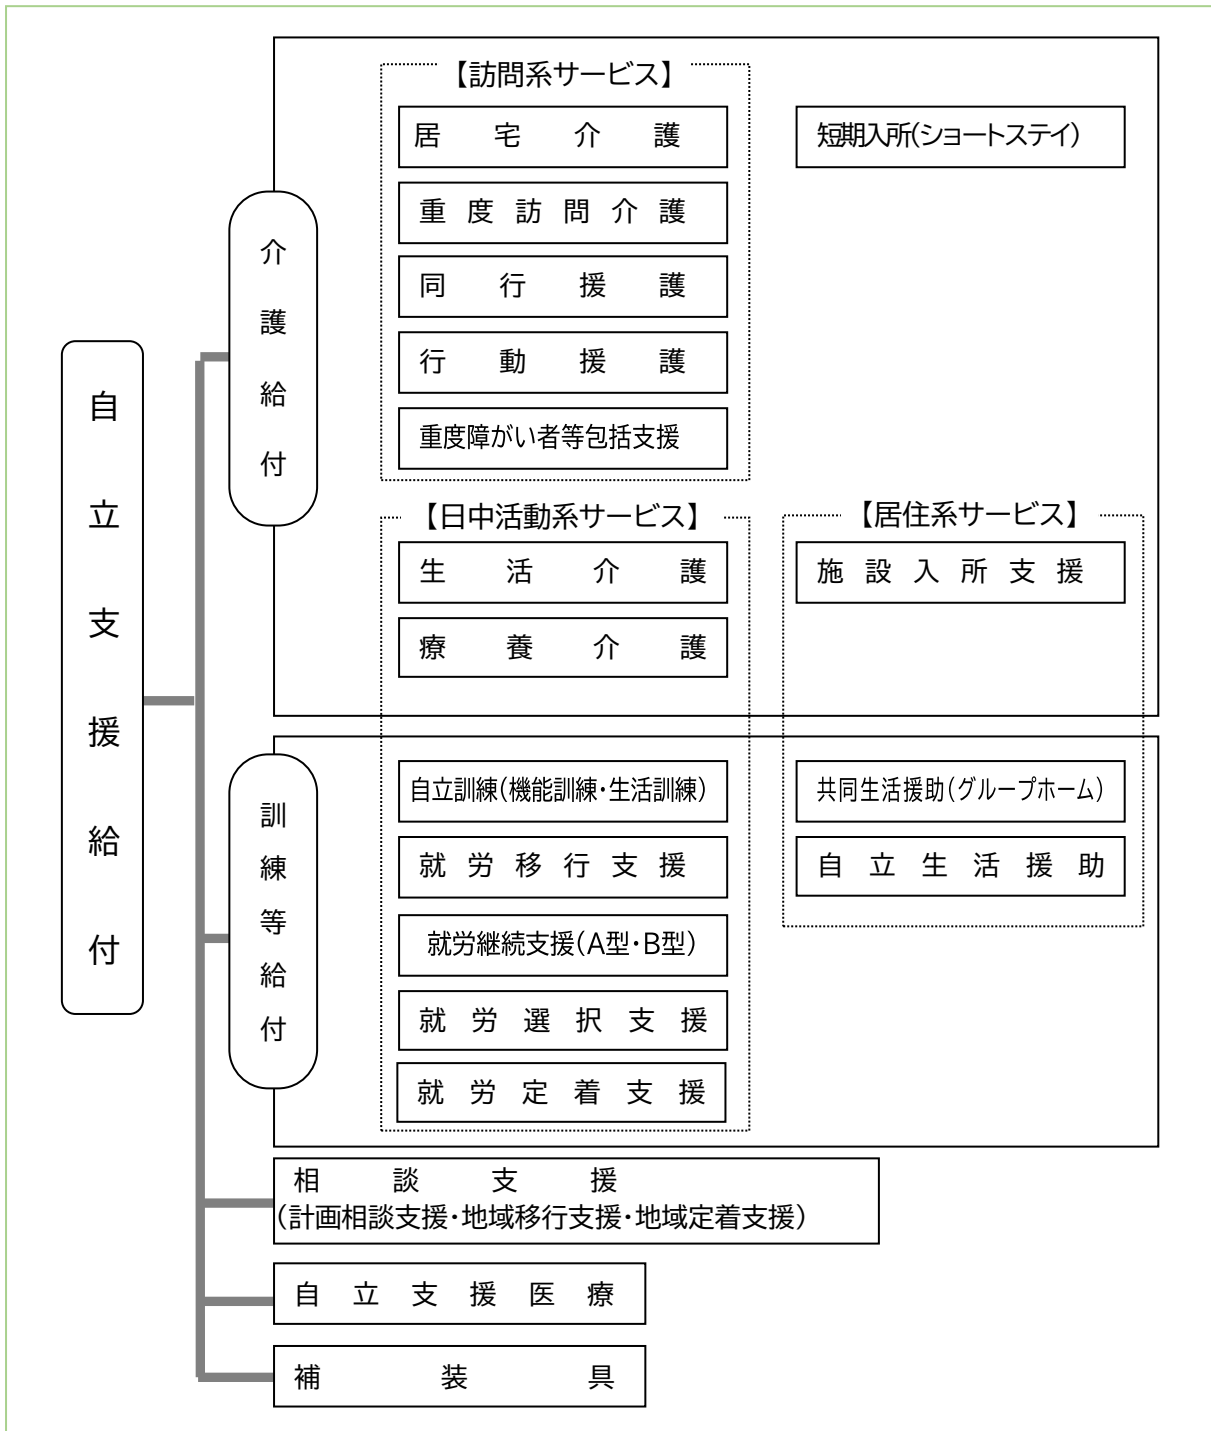 自立支援給付
介護給付
【訪問系サービス】
居宅介護
重度訪問介護
同行援護
行動援護
重度障がい者等包括支援
短期入所(ショートステイ)
【日中活動系サービス】
生活介護
療養介護
【居住系サービス】
施設入所支援
訓練等給付
自立訓練(機能訓練・生活訓練)
就労移行支援
就労継続支援(A型・B型)
就労選択支援
就労定着支援
共同生活援助(グループホーム)
自立生活援助
相談支援
(計画相談支援・地域移行支援・地域定着支援)
自立支援医療
補装具